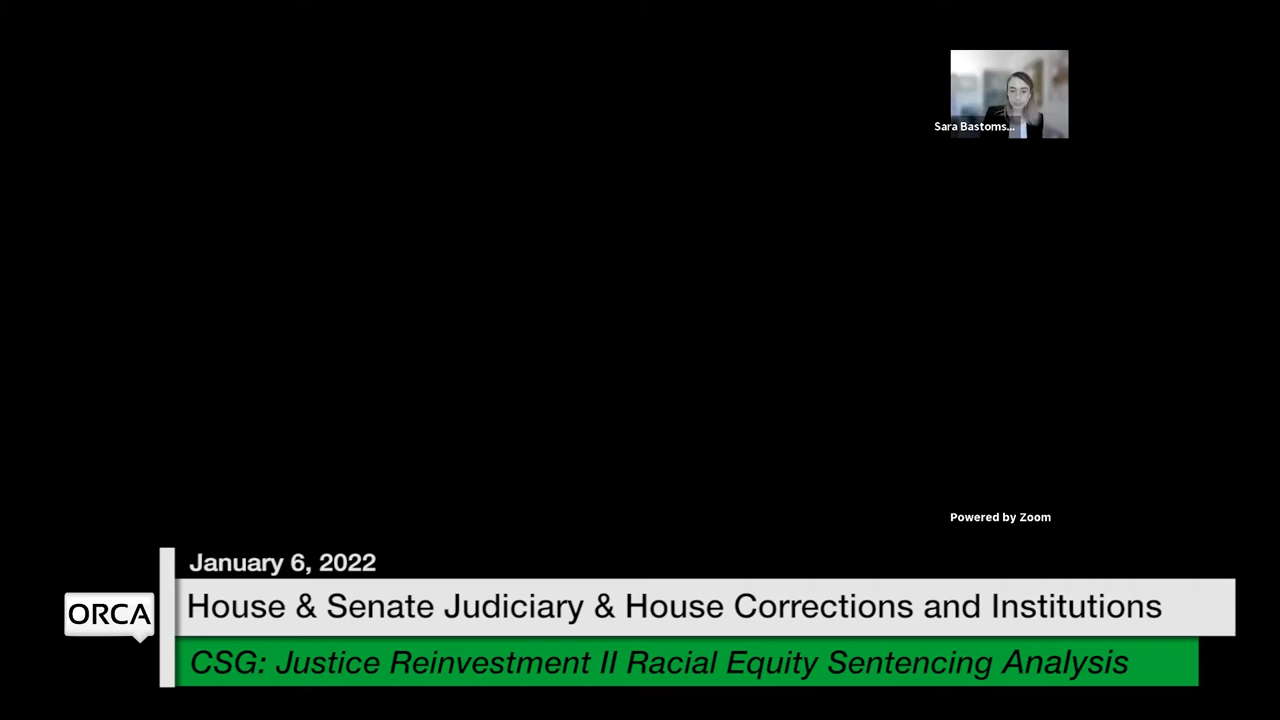 Sara Bastoms...
Powered by Zoom
January 6, 2022
ORCA
House & Senate Judiciary & House Corrections and Institutions
CSG: Justice Reinvestment II Racial Equity Sentencing Analysis